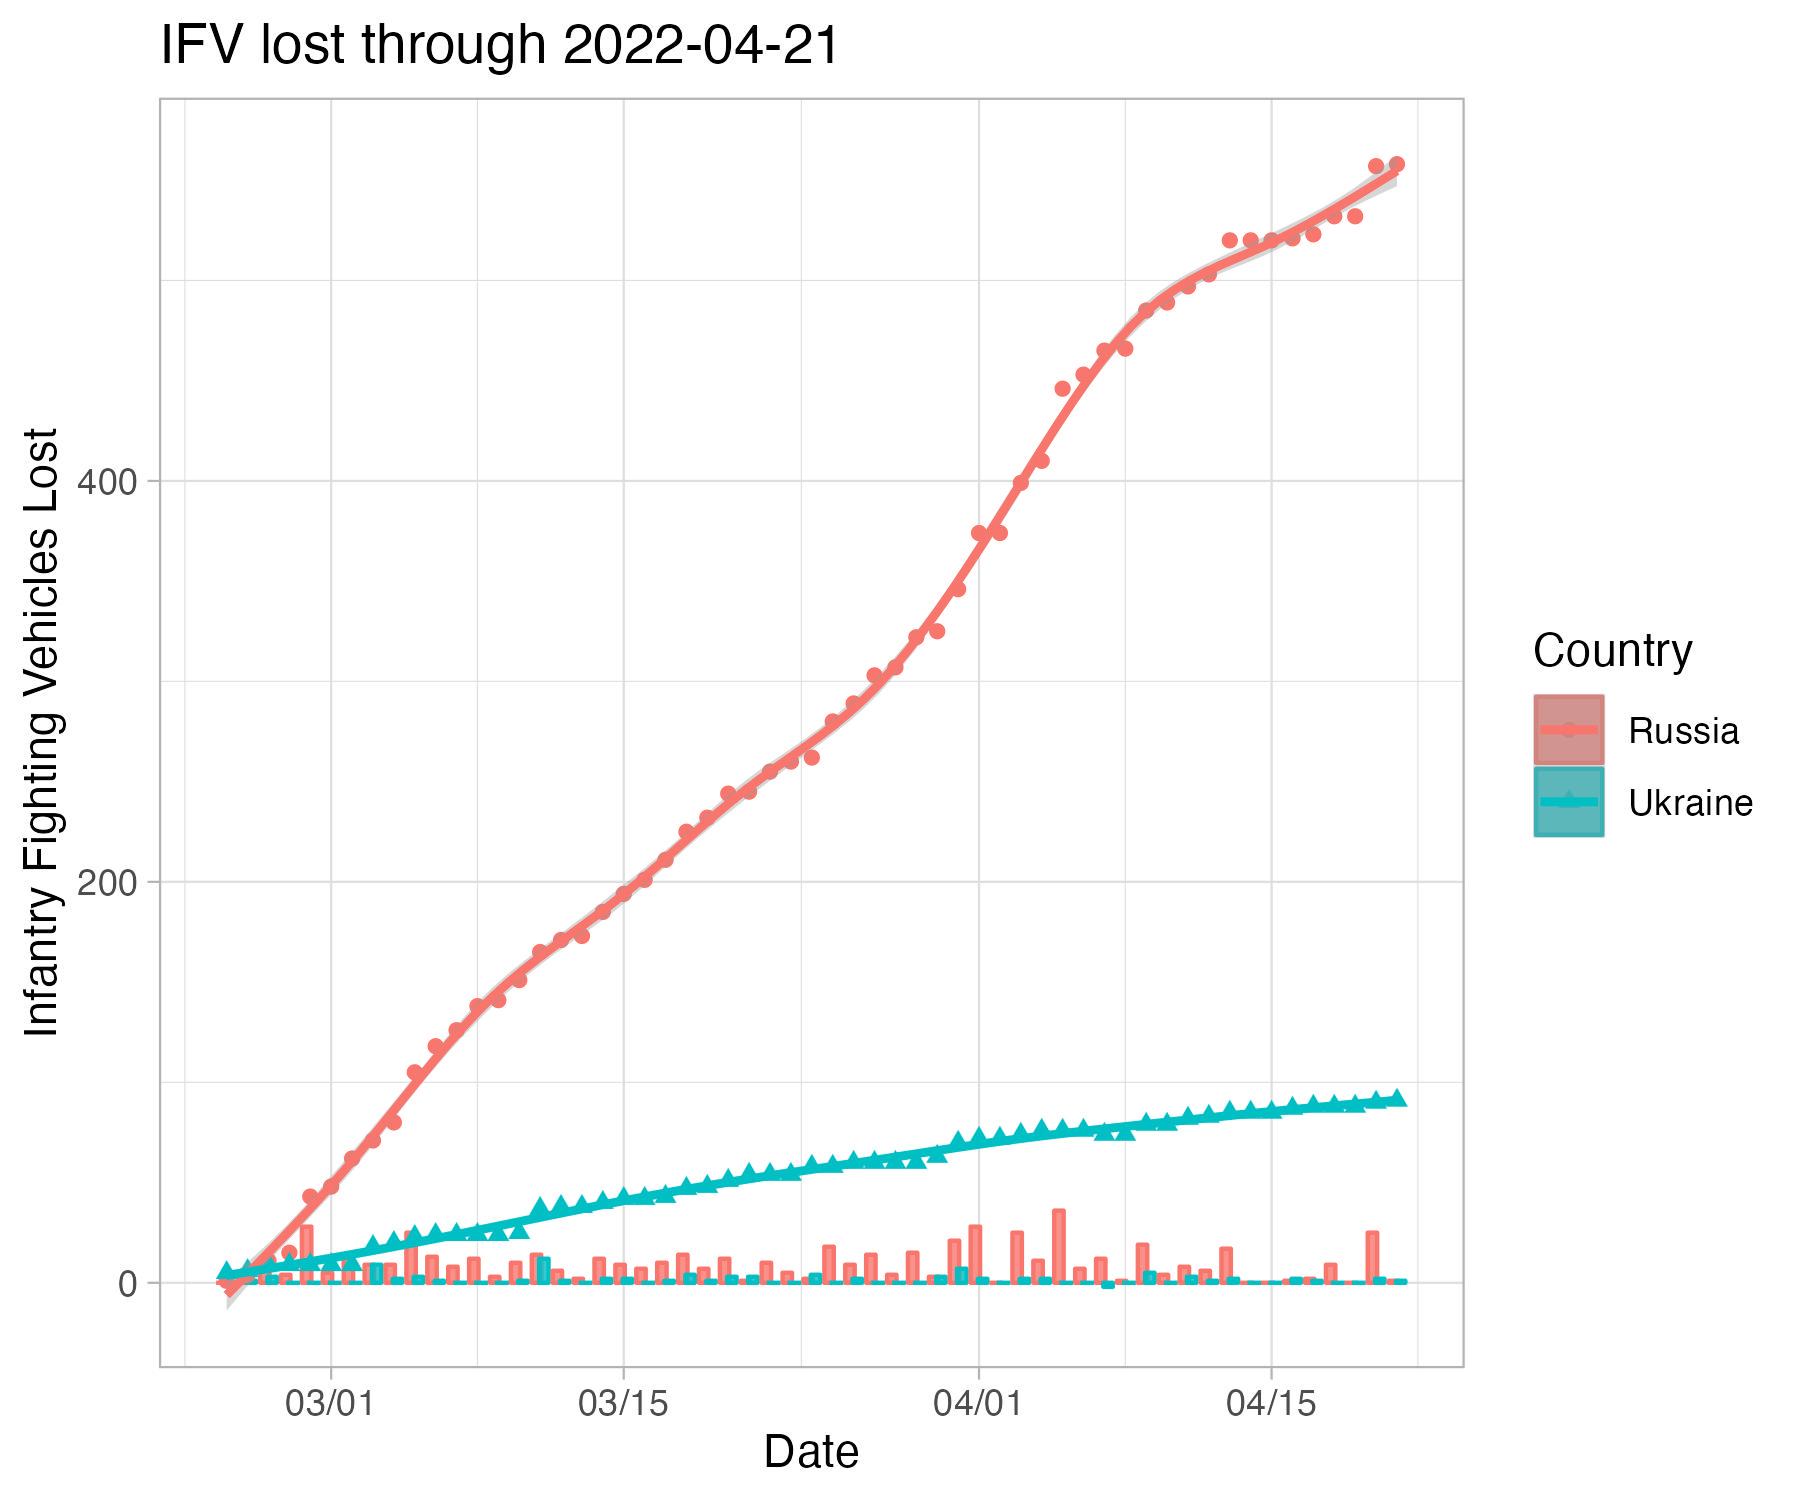 IFV lost through 2022-04-21
Infantry Fighting Vehicles Lost
400
200
0
03/01
03/15
04/01
04/15
Date
Country
Russia
Ukraine